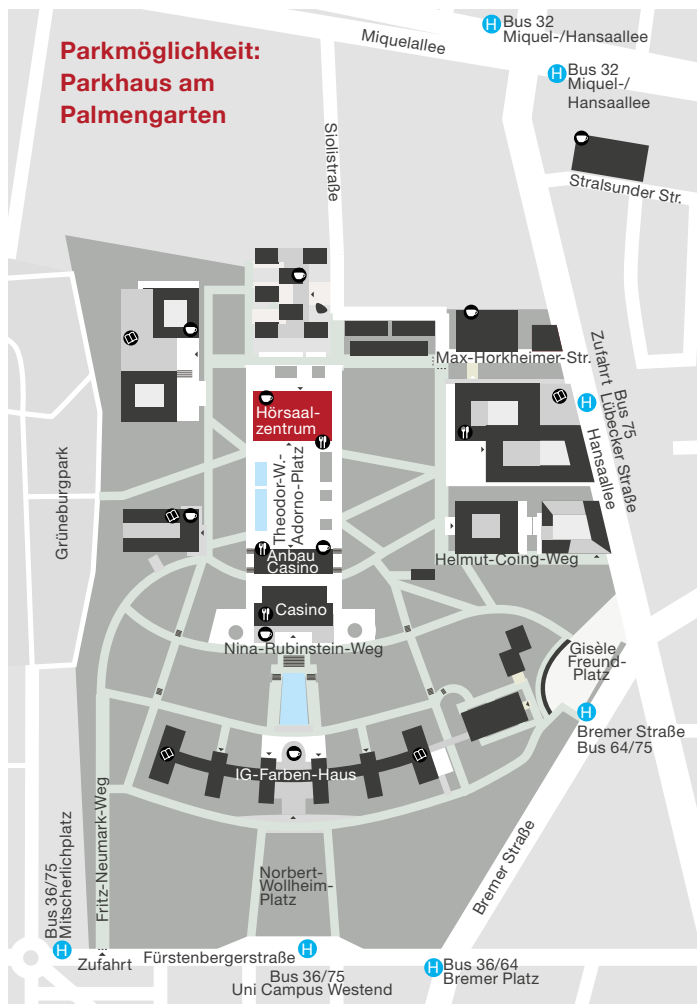 Parkmöglichkeit:
Parkhaus am
Palmengarten
H Bus 32
Miquel-/Hansaallee
Miquelallee
H Bus 32
Miquel-/
Hansaallee
Siolistraße
Stralsunder Str.
Max-Horkheimer-Str.
Zufahrt Lübecker Straße
H
Bus 75
Hansaallee
Hörsaal-
zentrum
Theodor-W.-
Adorno-Platz
Grüneburgpark
Anbau
Casino
Helmut-Coing-Weg
Casino
Nina-Rubinstein-Weg
Gisèle
Freund-
Platz
H
Bremer Straße
Bus 64/75
IG-Farben-Haus
Fritz-Neumark-Weg
Bremer Straße
Norbert-
Wollheim-
Platz
Bus 36/75
Mitscherlichplatz
H
Zufahrt
Fürstenbergerstraße
H
Bus 36/75
Uni Campus Westend
H Bus 36/64
Bremer Platz